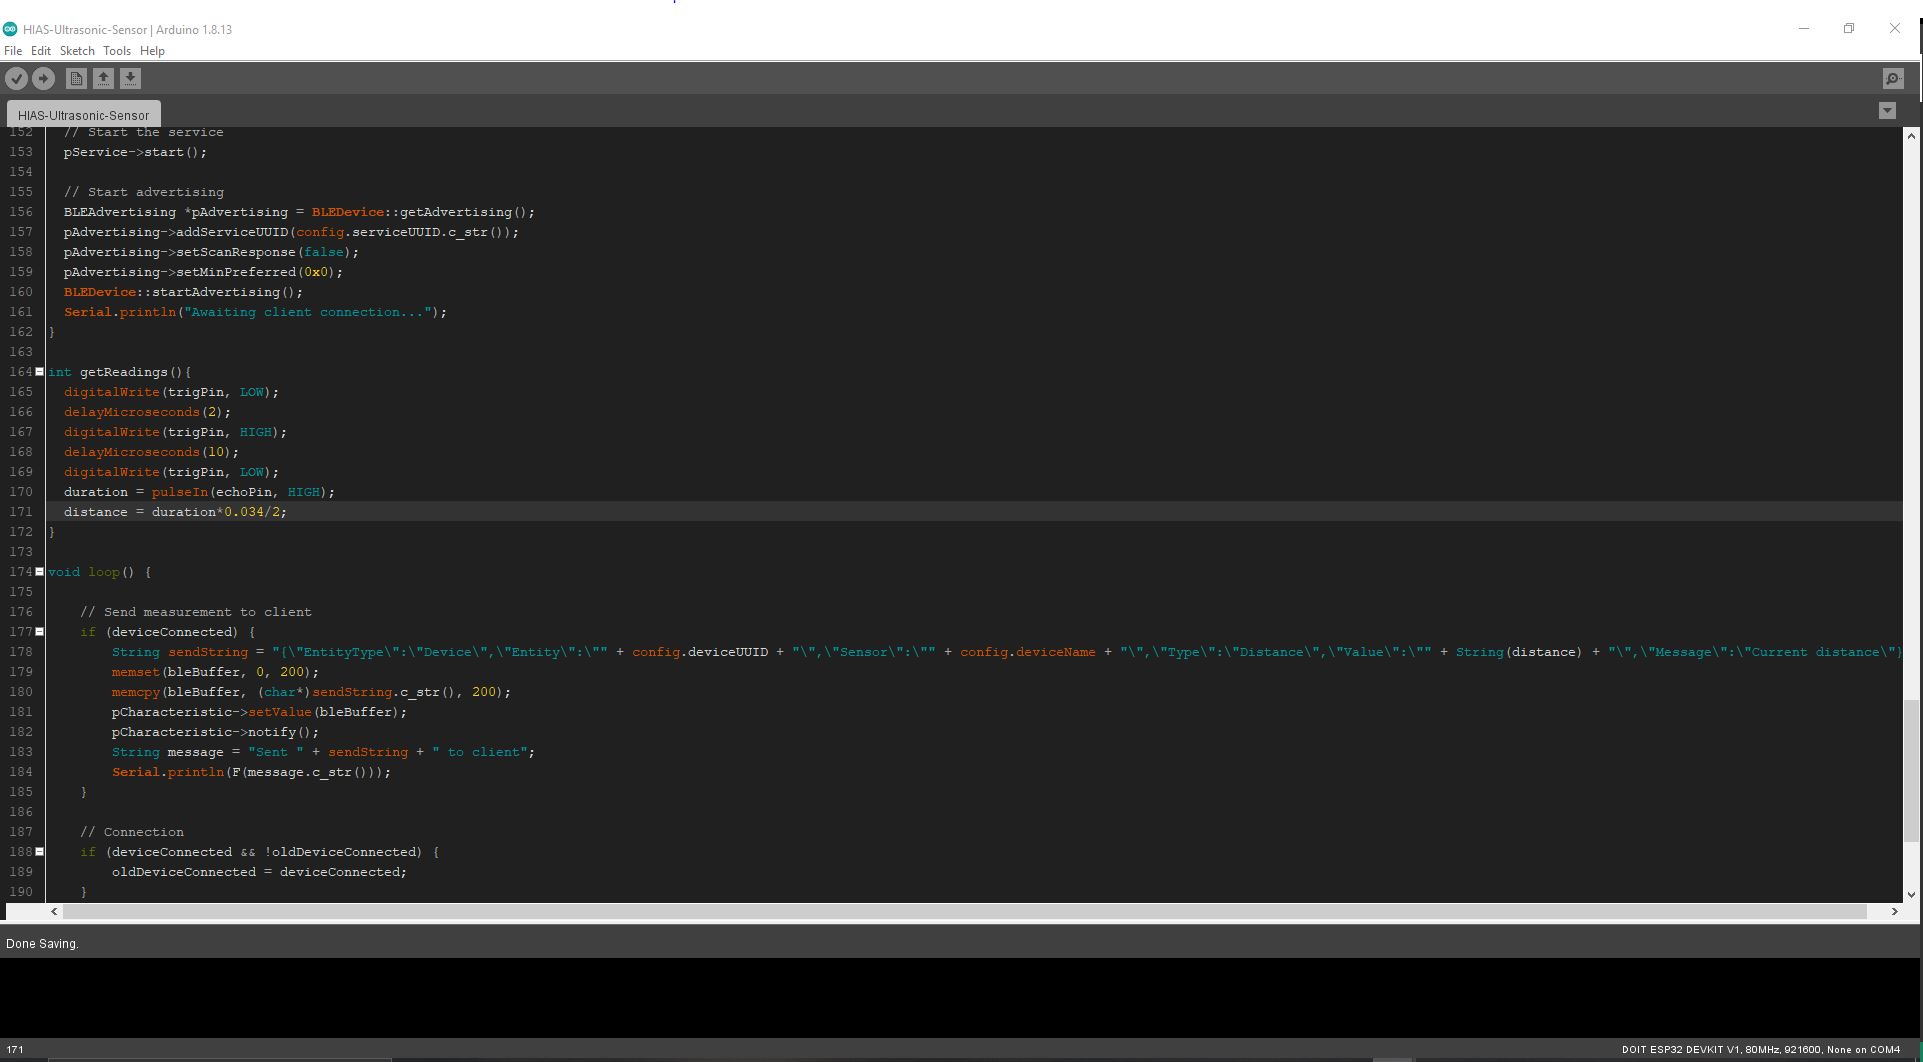 HIAS-Ultrasonic-Sensor | Arduino 1.8.13
File Edit Sketch Tools Help
HIAS-Ultrasonic-Sensor
152 // Start the service
153 pService->start();
154
155 // Start advertising
156 BLEAdvertising *pAdvertising = BLEDevice::getAdvertising();
157 pAdvertising->addServiceUUID(config.serviceUUID.c_str());
158 pAdvertising->setScanResponse(false);
159 pAdvertising->setMinPreferred(0x0);
160 BLEDevice::startAdvertising();
161 Serial.println("Awaiting client connection...");
162 }
163
164 int getReadings(){
165 digitalWrite(trigPin, LOW);
166 delayMicroseconds(2);
167 digitalWrite(trigPin, HIGH);
168 delayMicroseconds(10);
169 digitalWrite(trigPin, LOW);
170 duration = pulseIn(echoPin, HIGH);
171 distance = duration*0.034/2;
172 }
173
174 void loop() {
175
176 // Send measurement to client
177 if (deviceConnected) {
178 String sendString = "{\"EntityType\":\"Device\",\"Entity\":\"" + config.deviceUUID + "\",\"Sensor\":\"" + config.deviceName + "\",\"Type\":\"Distance\",\"Value\":\"" + String(distance) + "\",\"Message\":\"Current distance\"}
179 memset(bleBuffer, 0, 200);
180 memcpy(bleBuffer, (char*)sendString.c_str(), 200);
181 pCharacteristic->setValue(bleBuffer);
182 pCharacteristic->notify();
183 String message = "Sent " + sendString + " to client";
184 Serial.println(F(message.c_str()));
185 }
186
187 // Connection
188 if (deviceConnected && !oldDeviceConnected) {
189 oldDeviceConnected = deviceConnected;
190 }
Done Saving.
171 DOIT ESP32 DEVKIT V1, 80MHz, 921600, None on COM4